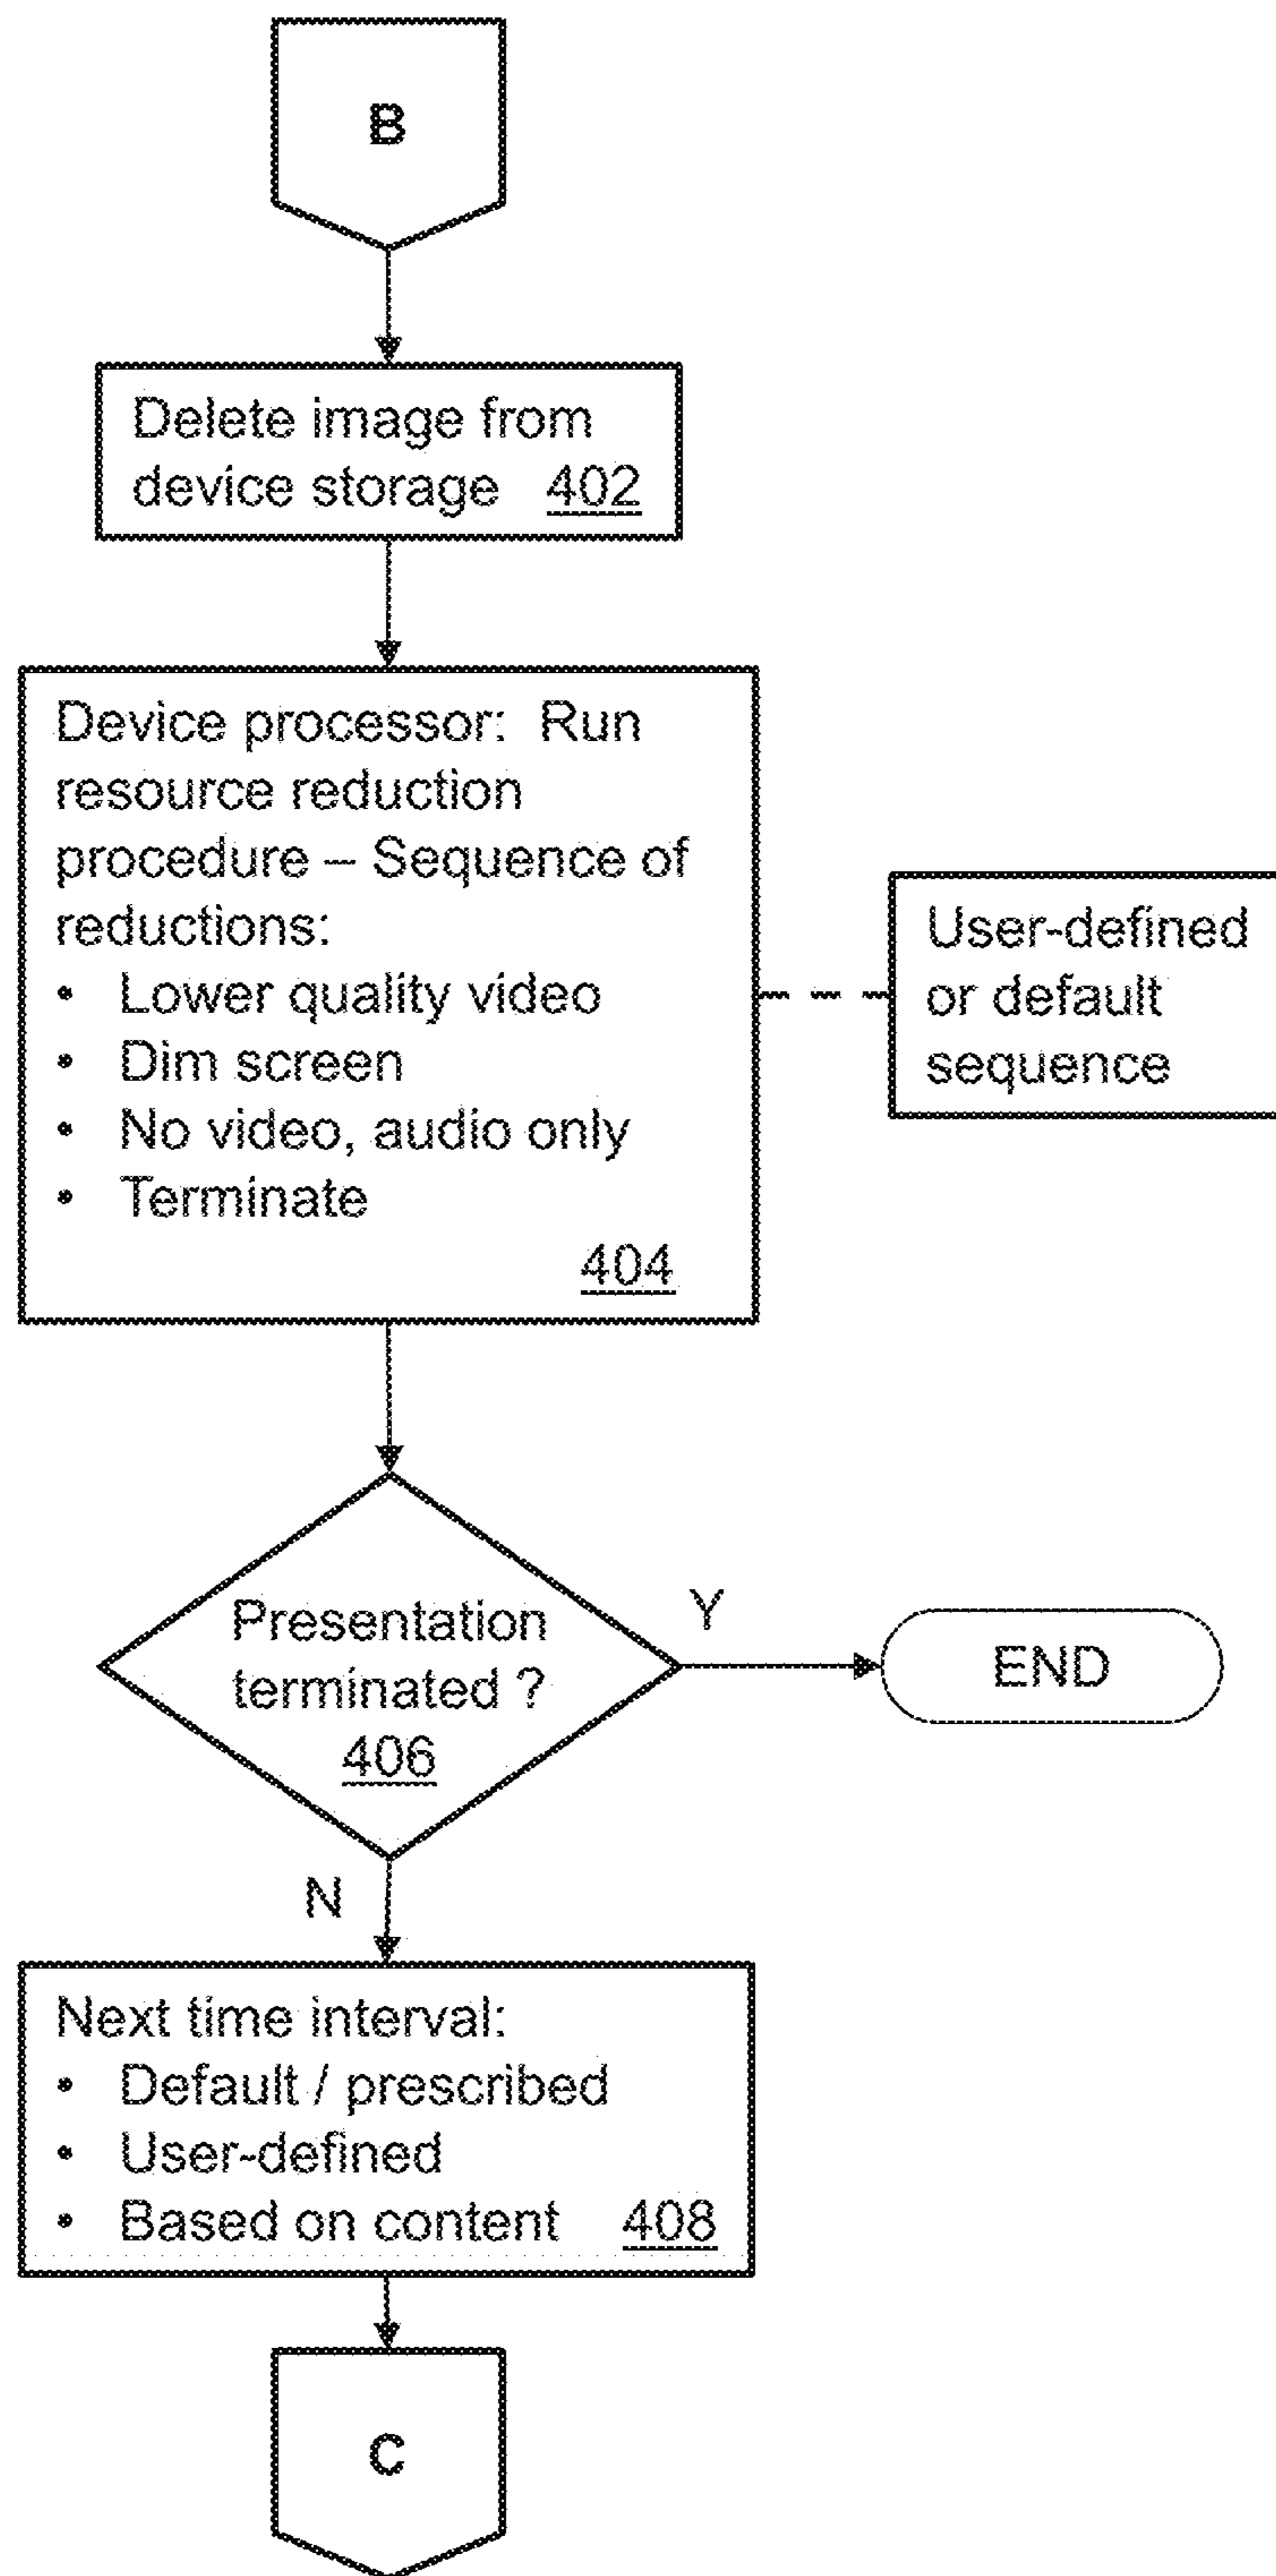 B
Delete image from
device storage 402
Device processor: Run
resource reduction
procedure – Sequence of
reductions:
• Lower quality video
• Dim screen
• No video, audio only
• Terminate
404
User-defined
or default
sequence
Presentation
terminated ?
406
Y
END
N
Next time interval:
• Default / prescribed
• User-defined
• Based on content 408
C